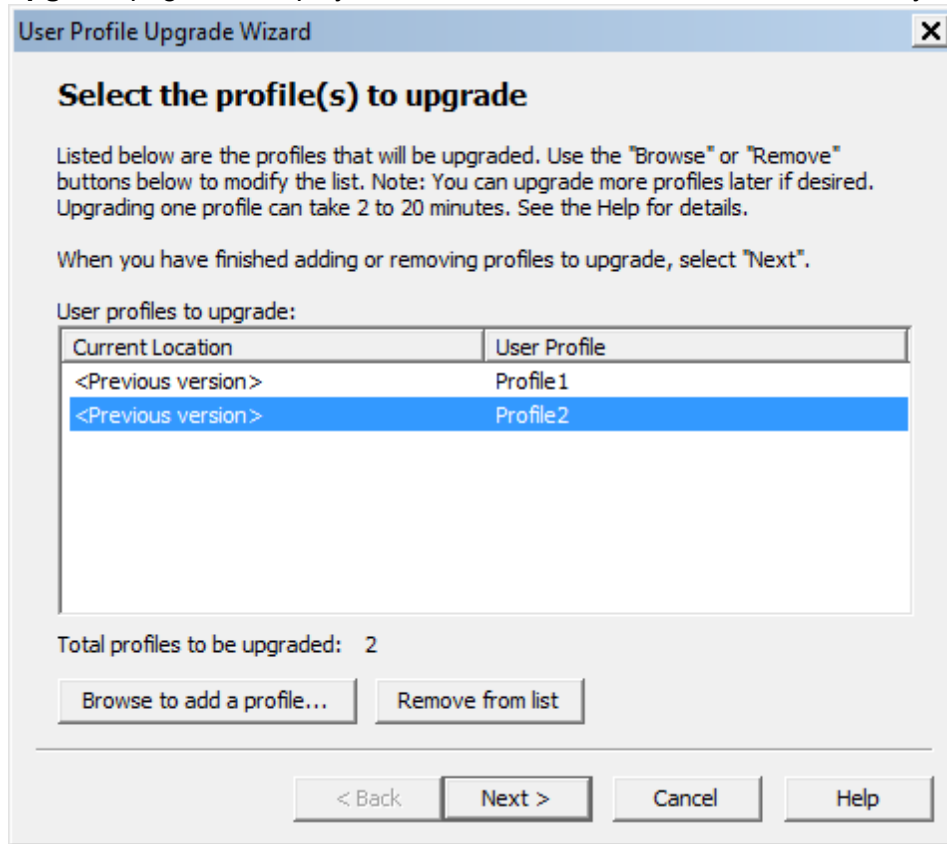 User Profile Upgrade Wizard
Select the profile(s) to upgrade
Listed below are the profiles that will be upgraded. Use the "Browse" or "Remove"
buttons below to modify the list. Note: You can upgrade more profiles later if desired.
Upgrading one profile can take 2 to 20 minutes. See the Help for details.
When you have finished adding or removing profiles to upgrade, select "Next".
User profiles to upgrade:
Current Location User Profile
<Previous version> Profile1
<Previous version> Profile2
Total profiles to be upgraded: 2
Browse to add a profile... Remove from list
< Back Next > Cancel Help